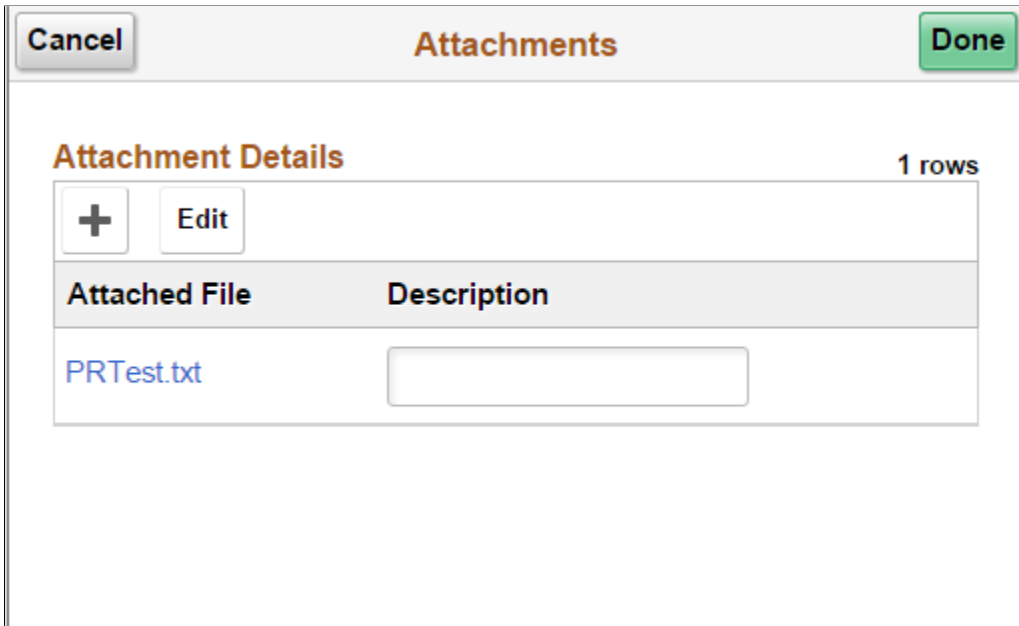 Cancel Attachments Done
Attachment Details 1 rows
Edit
Attached File Description
PRTest.txt